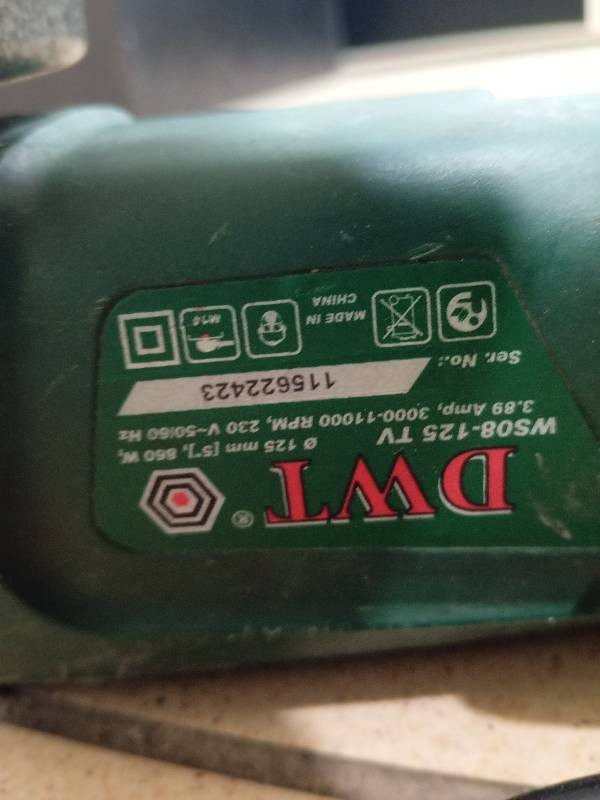 DWT ®
WS08-125 TV
Ø 125 mm [5"], 860 W,
3.89 Amp, 3000-11000 RPM, 230 V~50/60 Hz
Ser. No.:
115622423
MADE IN
CHINA
M14